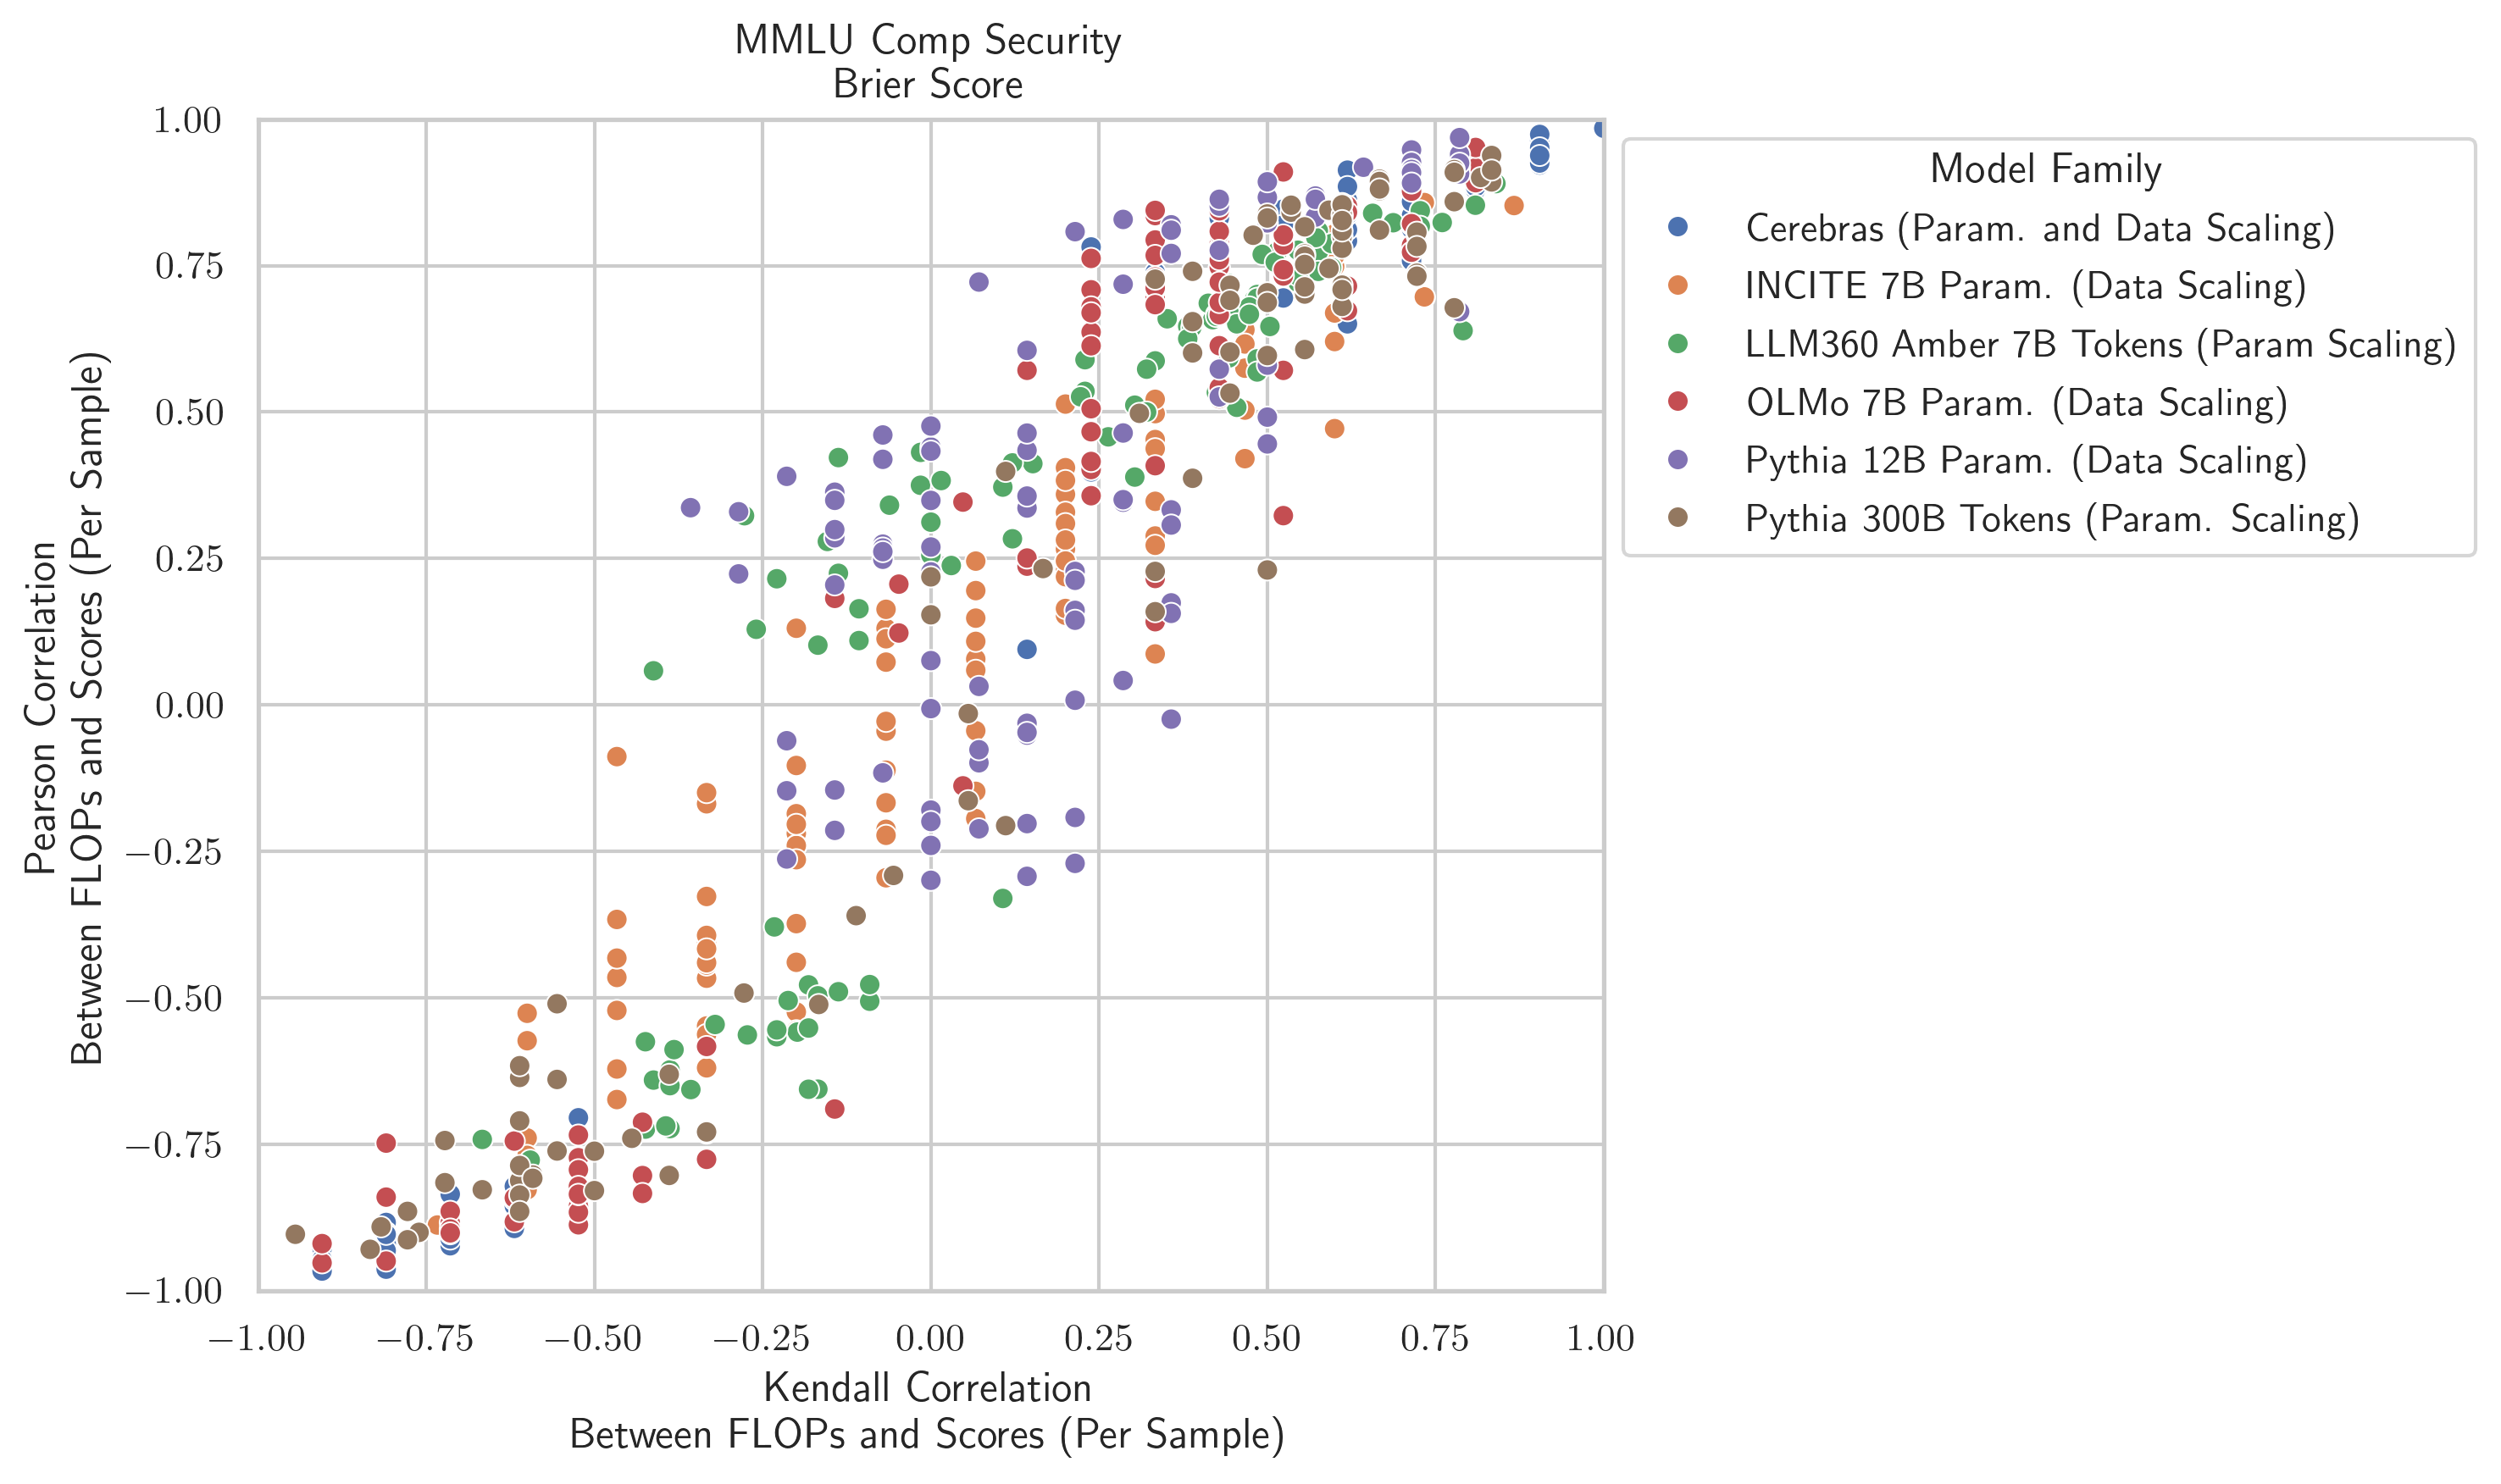 MMLU Comp Security
Brier Score
1.00
0.75
0.50
0.25
0.00
−0.25
−0.50
−0.75
−1.00
Pearson Correlation
Between FLOPs and Scores (Per Sample)
−1.00 −0.75 −0.50 −0.25 0.00 0.25 0.50 0.75 1.00
Kendall Correlation
Between FLOPs and Scores (Per Sample)
Model Family
Cerebras (Param. and Data Scaling)
INCITE 7B Param. (Data Scaling)
LLM360 Amber 7B Tokens (Param Scaling)
OLMo 7B Param. (Data Scaling)
Pythia 12B Param. (Data Scaling)
Pythia 300B Tokens (Param. Scaling)